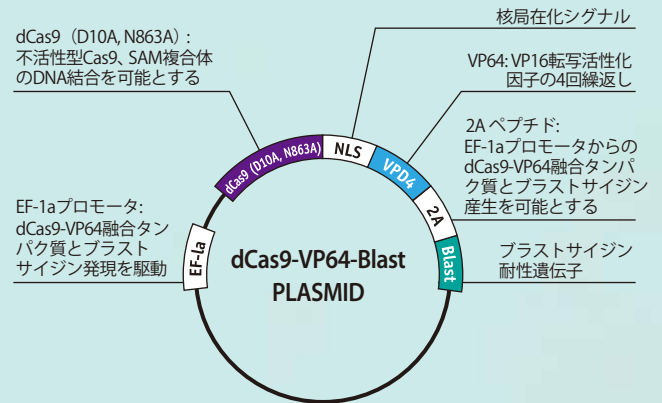 dCas9（D10A, N863A）:
不活性型Cas9、SAM複合体
のDNA結合を可能とする
核局在化シグナル
VP64: VP16転写活性化
因子の4回繰返し
2A ペプチド:
EF-1aプロモータからの
dCas9-VP64融合タンパ
ク質とブラストサイジン
産生を可能とする
EF-1aプロモータ:
dCas9-VP64融合タン
パク質とブラスト
サイジン発現を駆動
ブラストサイジン
耐性遺伝子
EF-1a
dCas9 (D10A, N863A)
NLS
VPD4
2A
Blast
dCas9-VP64-Blast
PLASMID